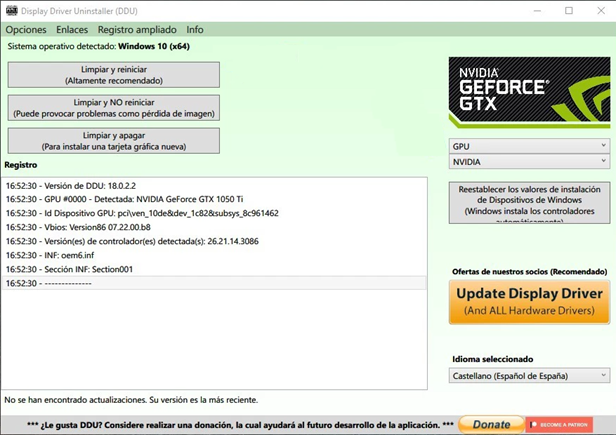 Display Driver Uninstaller (DDU)
Opciones Enlaces Registro ampliado Info
Sistema operativo detectado: Windows 10 (x64)
Limpiar y reiniciar
(Altamente recomendado)
Limpiar y NO reiniciar
(Puede provocar problemas como pérdida de imagen)
Limpiar y apagar
(Para instalar una tarjeta gráfica nueva)
NVIDIA
GEFORCE®
GTX
GPU
NVIDIA
Reestablecer los valores de instalación
de Dispositivos de Windows
(Windows instala los controladores
automáticamente)
Registro
16:52:30 - Versión de DDU: 18.0.2.2
16:52:30 - GPU #0000 - Detectada: NVIDIA GeForce GTX 1050 Ti
16:52:30 - Id Dispositivo GPU: pci\ven_10de&dev_1c82&subsys_8c961462
16:52:30 - Vbios: Version86 07.22.00.b8
16:52:30 - Versión(es) de controlador(es) detectada(s): 26.21.14.3086
16:52:30 - INF: oem6.inf
16:52:30 - Sección INF: Section001
16:52:30 - --------------
Ofertas de nuestros socios (Recomendado)
Update Display Driver
(And ALL Hardware Drivers)
Idioma seleccionado
Castellano (Español de España)
No se han encontrado actualizaciones. Su versión es la más reciente.
*** ¿Le gusta DDU? Considere realizar una donación, la cual ayudará al futuro desarrollo de la aplicación. ***
Donate
BECOME A PATRON